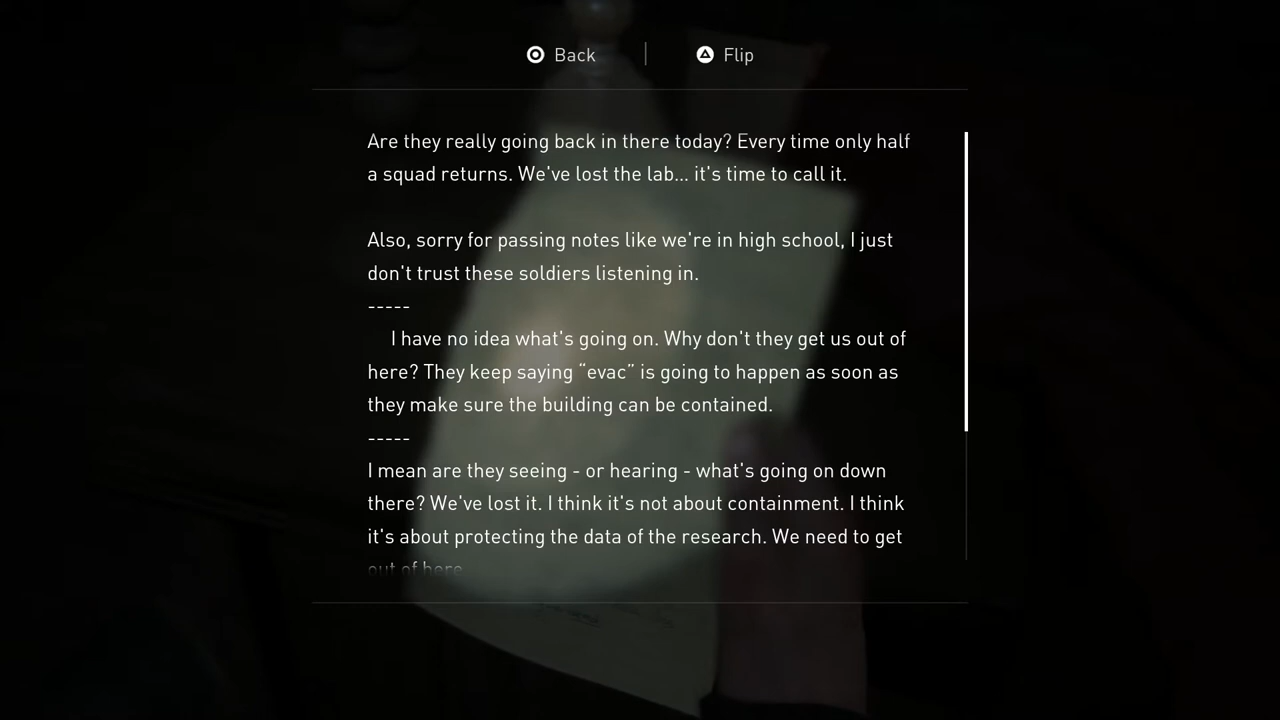 Back
Flip
Are they really going back in there today? Every time only half
a squad returns. We've lost the lab... it's time to call it.
Also, sorry for passing notes like we're in high school, I just
don't trust these soldiers listening in.
-----
I have no idea what's going on. Why don't they get us out of
here? They keep saying “evac” is going to happen as soon as
they make sure the building can be contained.
-----
I mean are they seeing - or hearing - what's going on down
there? We've lost it. I think it's not about containment. I think
it's about protecting the data of the research. We need to get
out of here